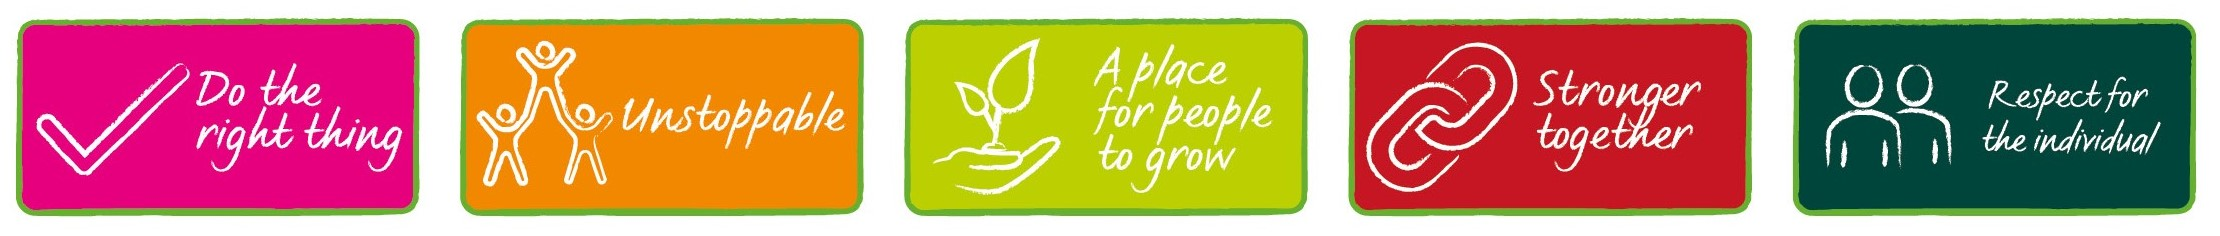 Do the
right thing
Unstoppable
A place
for people
to grow
Stronger
together
Respect for
the individual